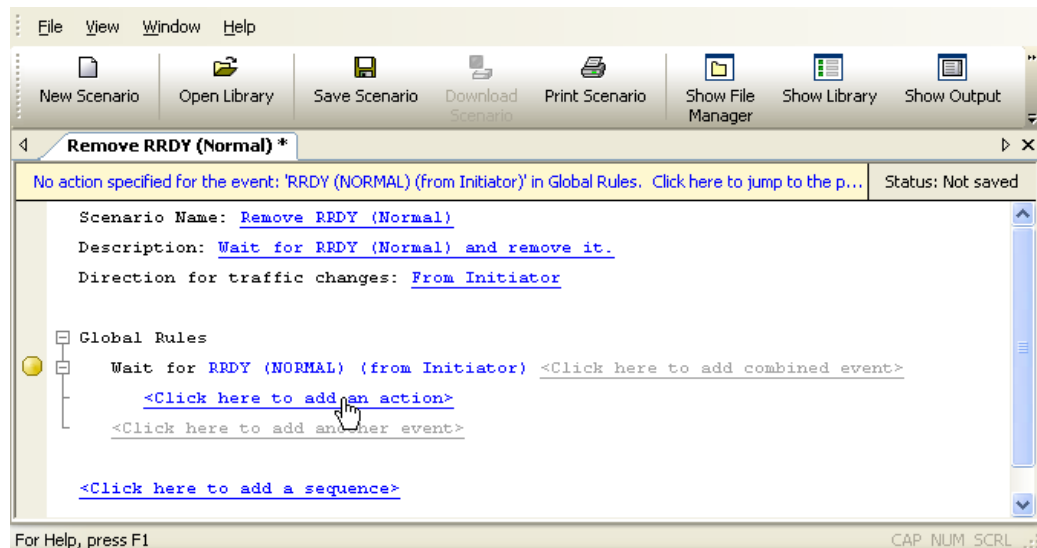 File View Window Help
New Scenario Open Library Save Scenario Download Scenario Print Scenario Show File Manager Show Library Show Output
Remove RRDY (Normal) *
No action specified for the event: 'RRDY (NORMAL) (from Initiator)' in Global Rules. Click here to jump to the p... Status: Not saved
Scenario Name: Remove RRDY (Normal)
Description: Wait for RRDY (Normal) and remove it.
Direction for traffic changes: From Initiator
Global Rules
Wait for RRDY (NORMAL) (from Initiator) <Click here to add combined event>
<Click here to add an action>
<Click here to add another event>
<Click here to add a sequence>
For Help, press F1 CAP NUM SCRL